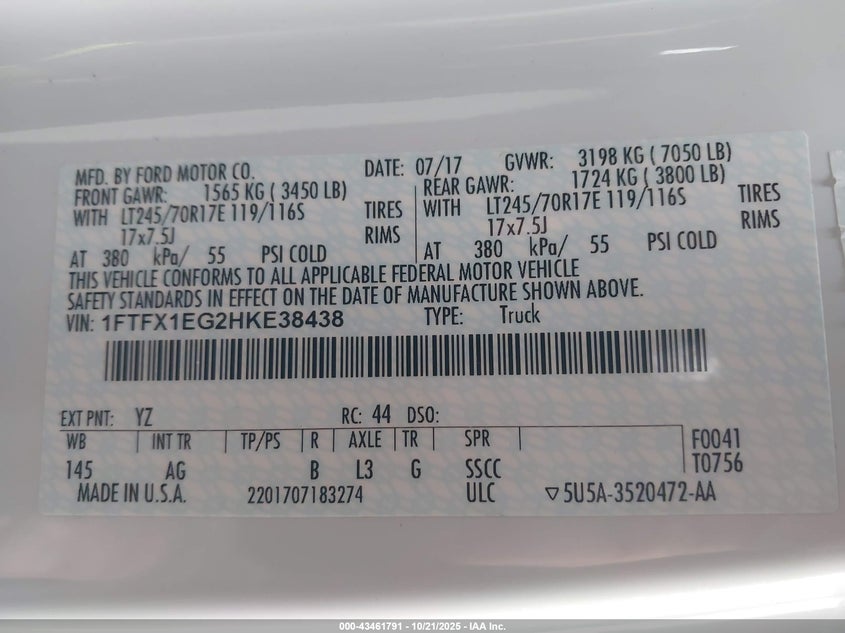 MFD. BY FORD MOTOR CO. DATE: 07/17 GVWR: 3198 KG ( 7050 LB)
FRONT GAWR: 1565 KG ( 3450 LB) REAR GAWR: 1724 KG ( 3800 LB)
WITH LT245/70R17E 119/116S TIRES WITH LT245/70R17E 119/116S TIRES
17x7.5J RIMS 17x7.5J RIMS
AT 380 kPa/ 55 PSI COLD AT 380 kPa/ 55 PSI COLD
THIS VEHICLE CONFORMS TO ALL APPLICABLE FEDERAL MOTOR VEHICLE
SAFETY STANDARDS IN EFFECT ON THE DATE OF MANUFACTURE SHOWN ABOVE.
VIN: 1FTFX1EG2HKE38438 TYPE: Truck
EXT PNT: YZ RC: 44 DSO:
WB INT TR TP/PS R AXLE TR SPR F0041
145 AG B L3 G SSCC T0756
MADE IN U.S.A. 2201707183274 ULC ▽5U5A-3520472-AA
000-43461791 - 10/21/2025 - IAA Inc.